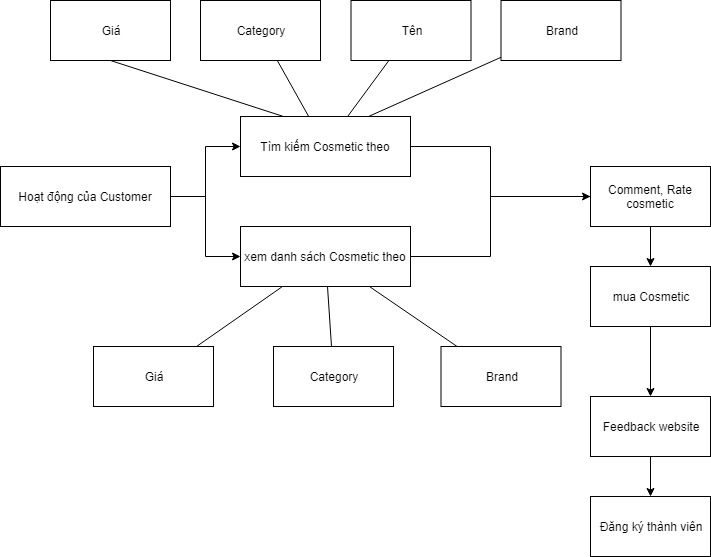 Giá
Category
Tên
Brand
Tìm kiếm Cosmetic theo
Hoạt động của Customer
Comment, Rate
cosmetic
xem danh sách Cosmetic theo
mua Cosmetic
Giá
Category
Brand
Feedback website
Đăng ký thành viên